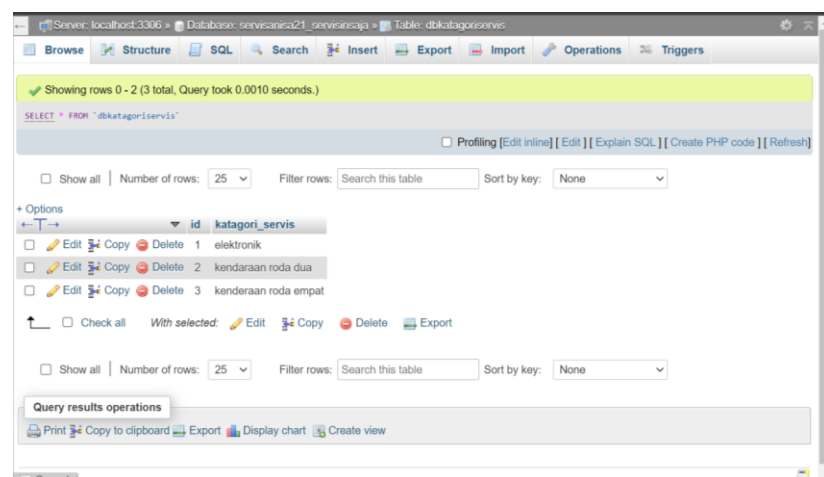 Server: localhost:3306 » Database: servisanisa21_servisinsaja » Table: dbkatagoriservis
Browse Structure SQL Search Insert Export Import Operations Triggers
Showing rows 0 - 2 (3 total, Query took 0.0010 seconds.)
SELECT * FROM `dbkatagoriservis`
Profiling [Edit inline] [ Edit ] [ Explain SQL ] [ Create PHP code ] [ Refresh]
Show all | Number of rows: 25 Filter rows: Search this table Sort by key: None
+ Options
←T→ id katagori_servis
Edit Copy Delete 1 elektronik
Edit Copy Delete 2 kendaraan roda dua
Edit Copy Delete 3 kenderaan roda empat
Check all With selected: Edit Copy Delete Export
Show all | Number of rows: 25 Filter rows: Search this table Sort by key: None
Query results operations
Print Copy to clipboard Export Display chart Create view